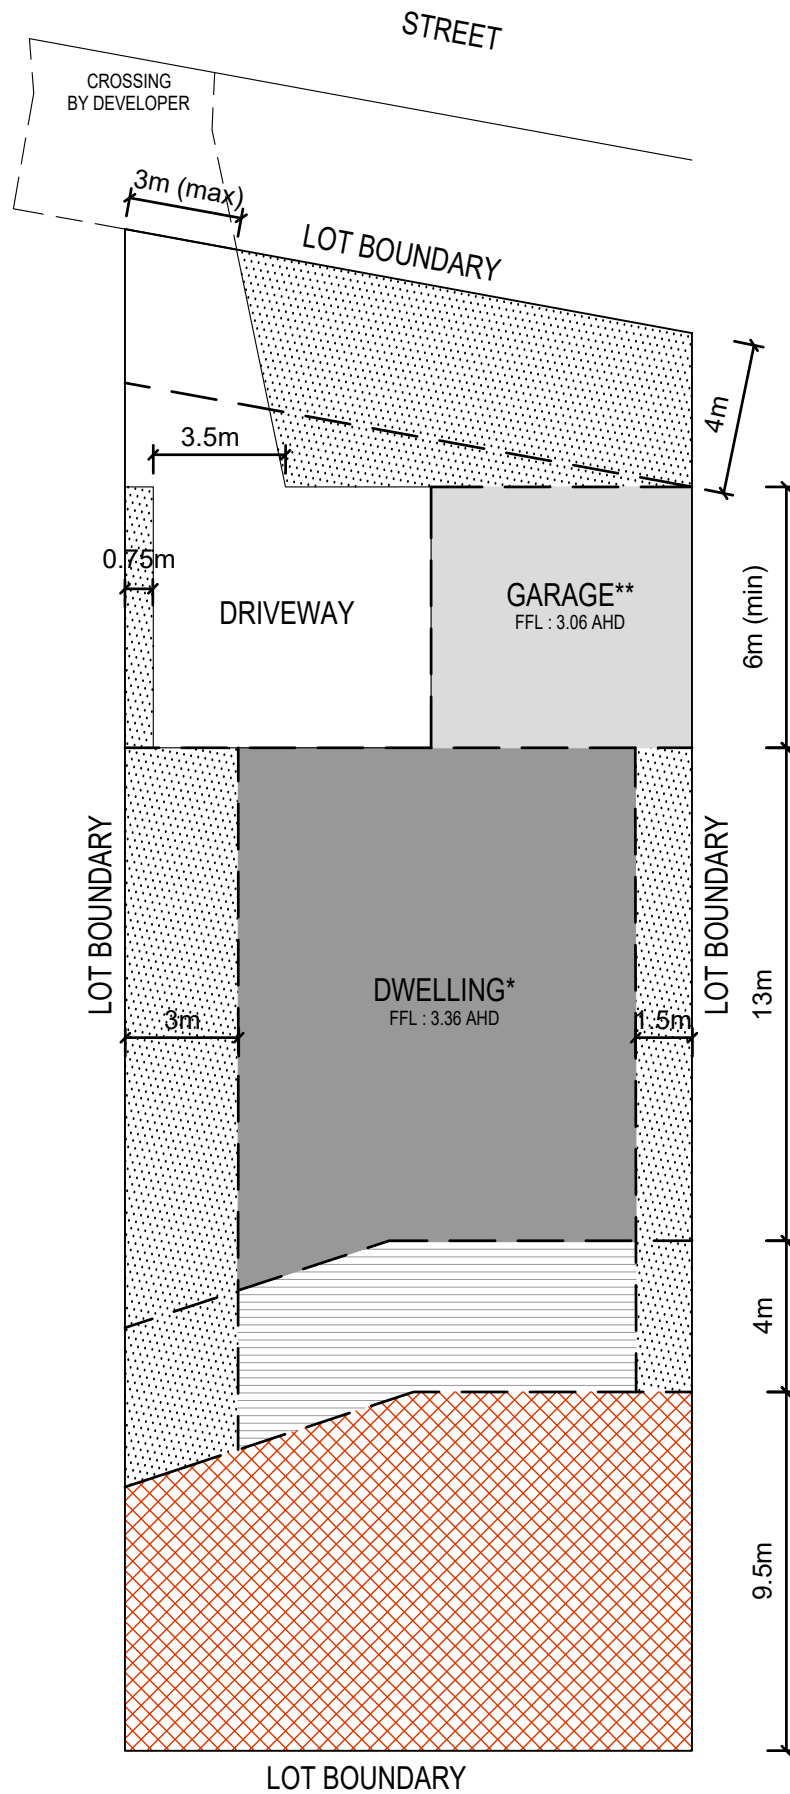 STREET
CROSSING
BY DEVELOPER
3m (max)
LOT BOUNDARY
4m
3.5m
0.75m
DRIVEWAY
GARAGE**
FFL : 3.06 AHD
6m (min)
LOT BOUNDARY
LOT BOUNDARY
DWELLING*
FFL : 3.36 AHD
13m
3m
1.5m
4m
9.5m
LOT BOUNDARY